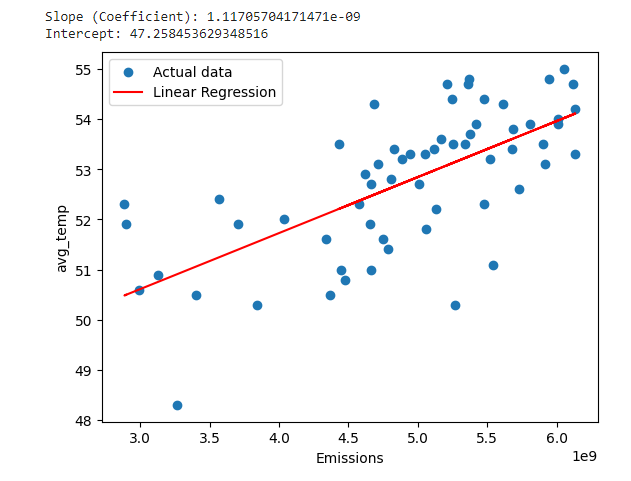 Slope (Coefficient): 1.11705704171471e-09
Intercept: 47.258453629348516
Actual data
Linear Regression
55
54
53
52
51
50
49
48
avg_temp
3.0 3.5 4.0 4.5 5.0 5.5 6.0
1e9
Emissions